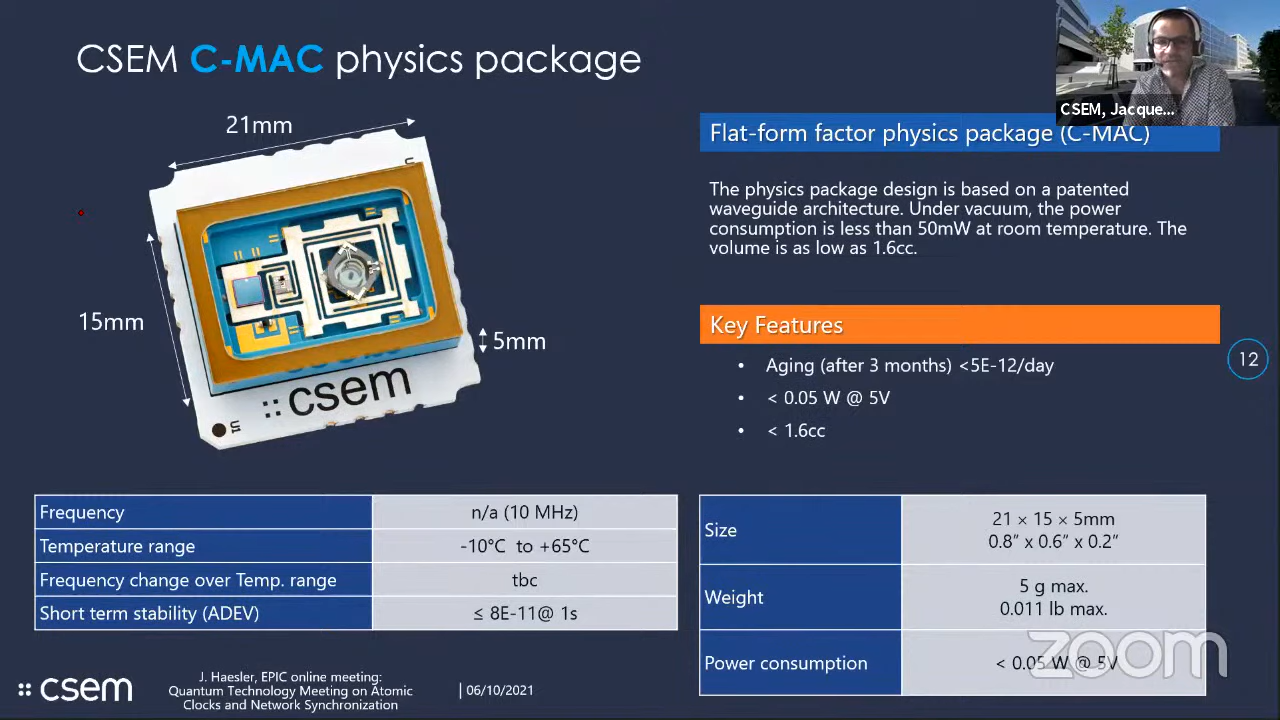 CSEM C-MAC physics package
CSEM, Jacque...
21mm
15mm
5mm
csem
U1
Flat-form factor physics package (C-MAC)
The physics package design is based on a patented
waveguide architecture. Under vacuum, the power
consumption is less than 50mW at room temperature. The
volume is as low as 1.6cc.
Key Features
• Aging (after 3 months) <5E-12/day
• < 0.05 W @ 5V
• < 1.6cc
12
Frequency n/a (10 MHz)
Temperature range -10°C to +65°C
Frequency change over Temp. range tbc
Short term stability (ADEV) ≤ 8E-11@ 1s
Size 21 × 15 × 5mm
0.8” x 0.6” x 0.2”
Weight 5 g max.
0.011 lb max.
Power consumption < 0.05 W @ 5V
zoom
csem
J. Haesler, EPIC online meeting:
Quantum Technology Meeting on Atomic
Clocks and Network Synchronization
| 06/10/2021